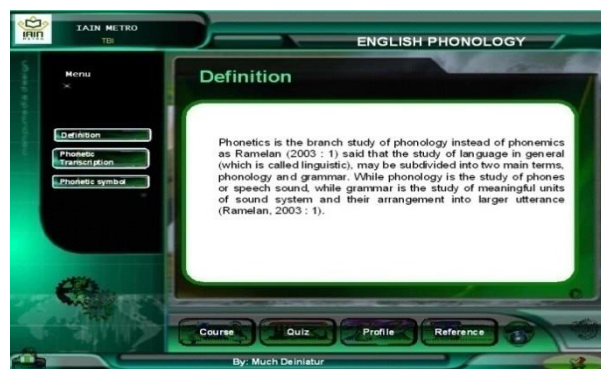 IAIN METRO
TBI
IAIN
METRO
ENGLISH PHONOLOGY
Menu
Definition
Definition
Phonetic
Transcription
Phonetic symbol
Phonetics is the branch study of phonology instead of phonemics
as Ramelan (2003 : 1) said that the study of language in general
(which is called linguistic), may be subdivided into two main terms,
phonology and grammar. While phonology is the study of phones
or speech sound, while grammar is the study of meaningful units
of sound system and their arrangement into larger utterance
(Ramelan, 2003 : 1).
Course
Quiz
Profile
Reference
By: Much Deiniatur